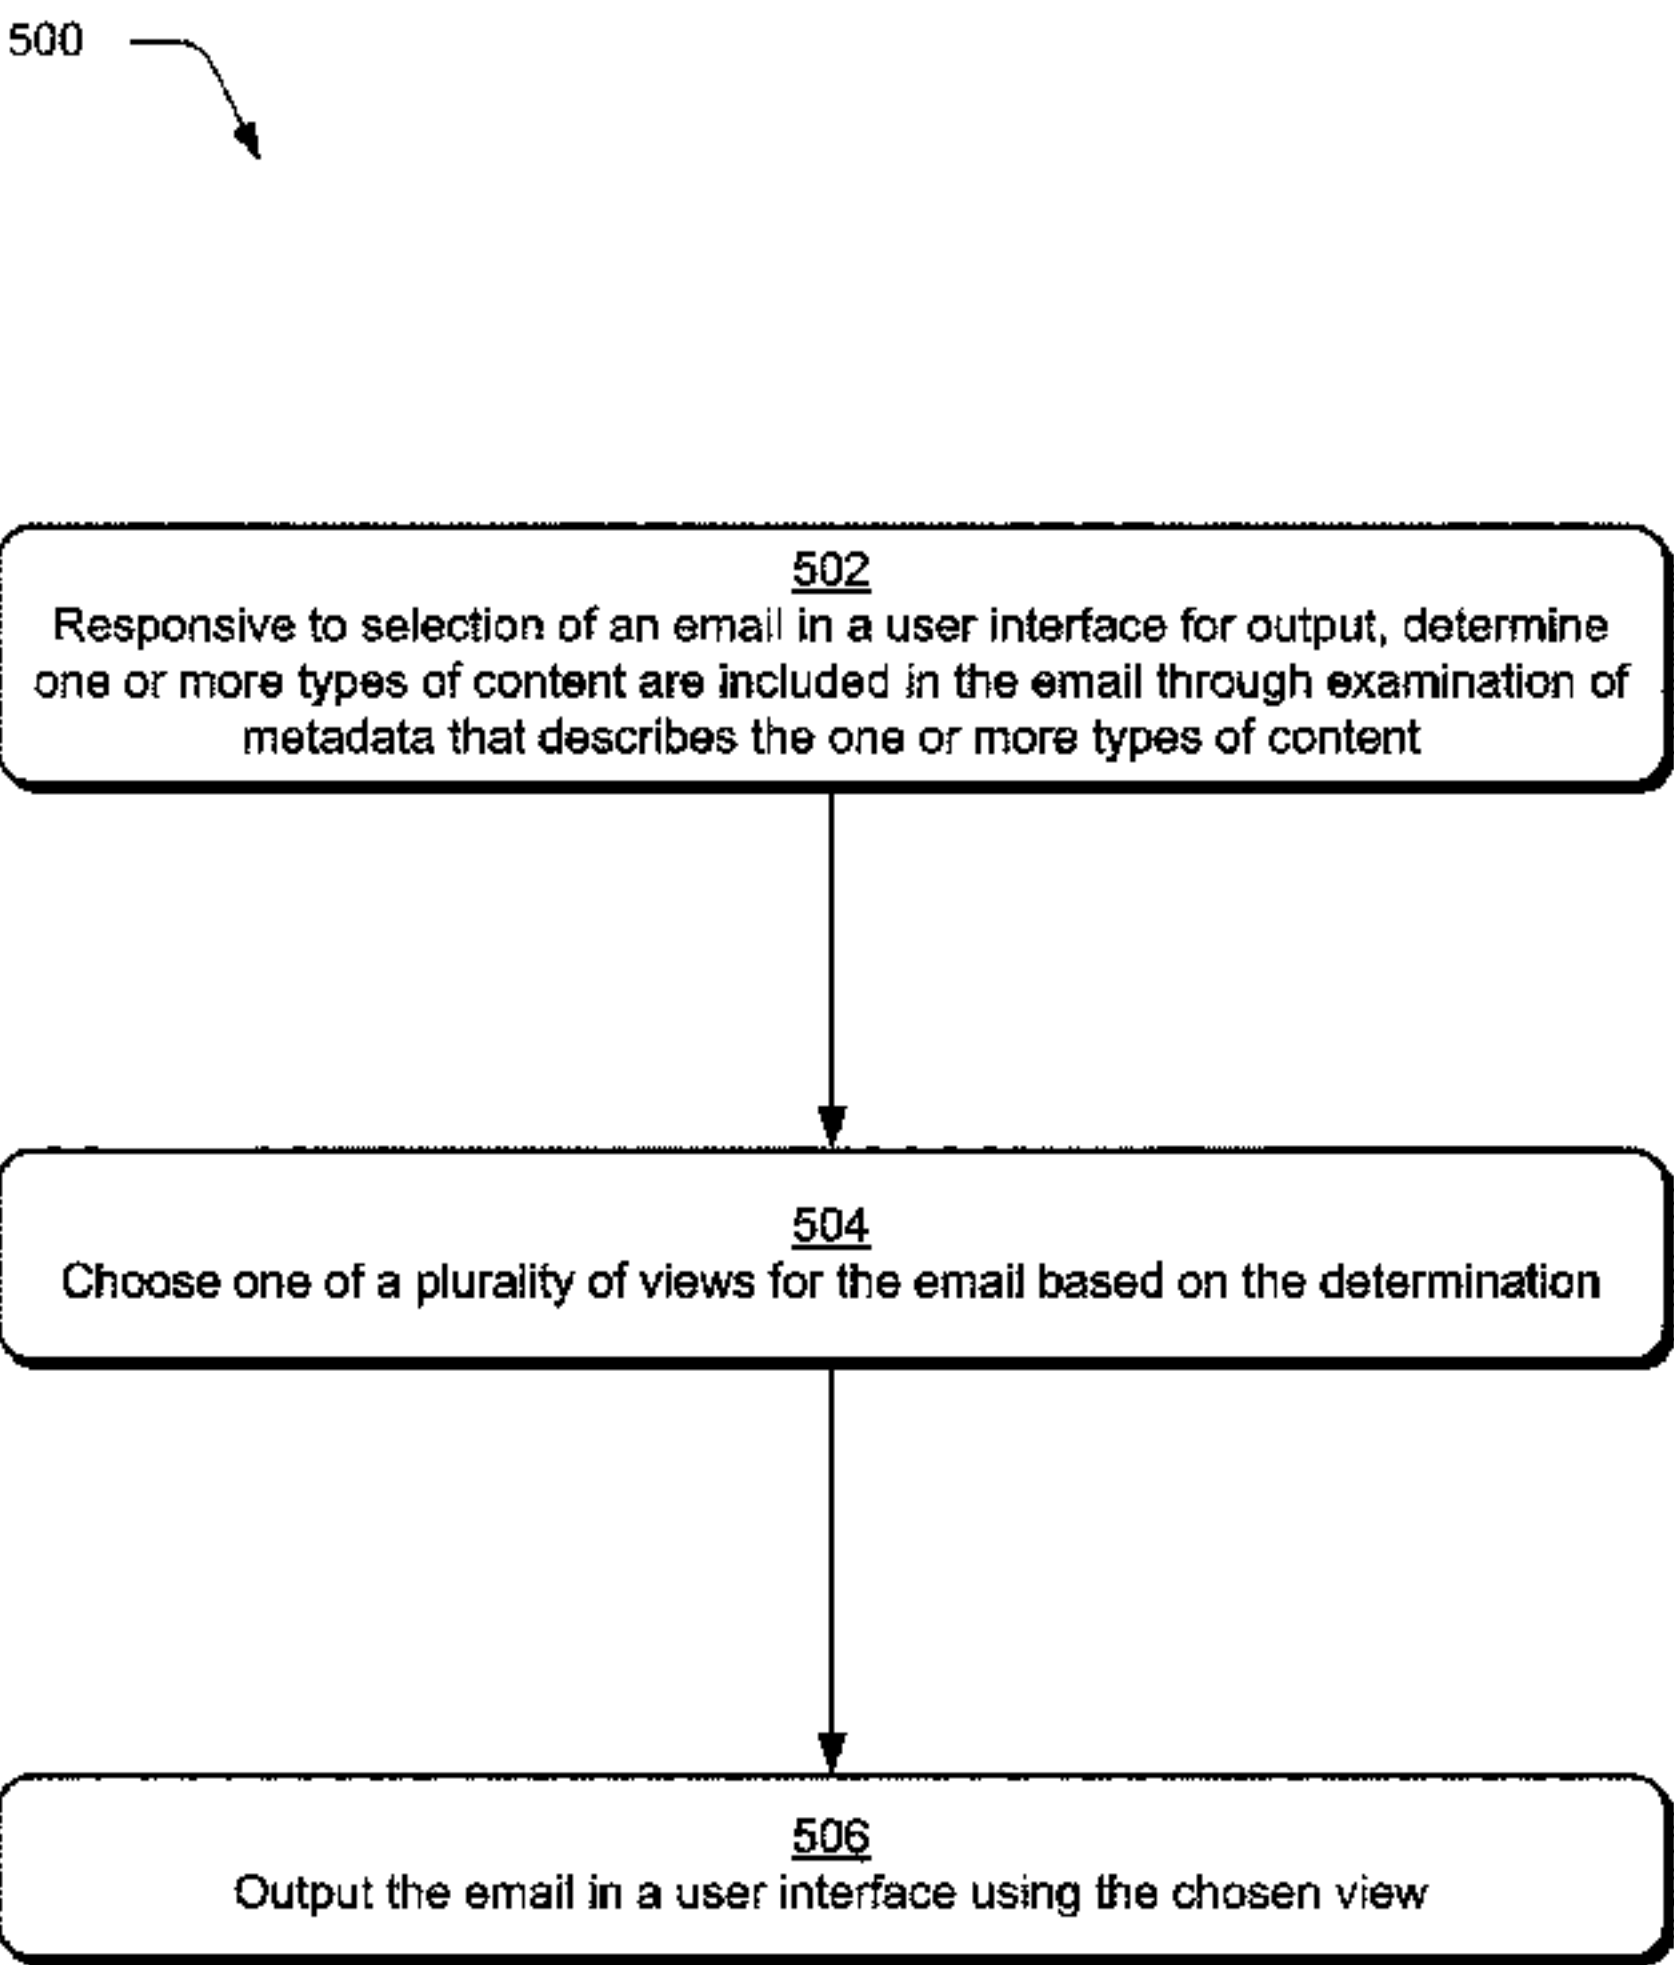 500
502
Responsive to selection of an email in a user interface for output, determine
one or more types of content are included in the email through examination of
metadata that describes the one or more types of content
504
Choose one of a plurality of views for the email based on the determination
506
Output the email in a user interface using the chosen view